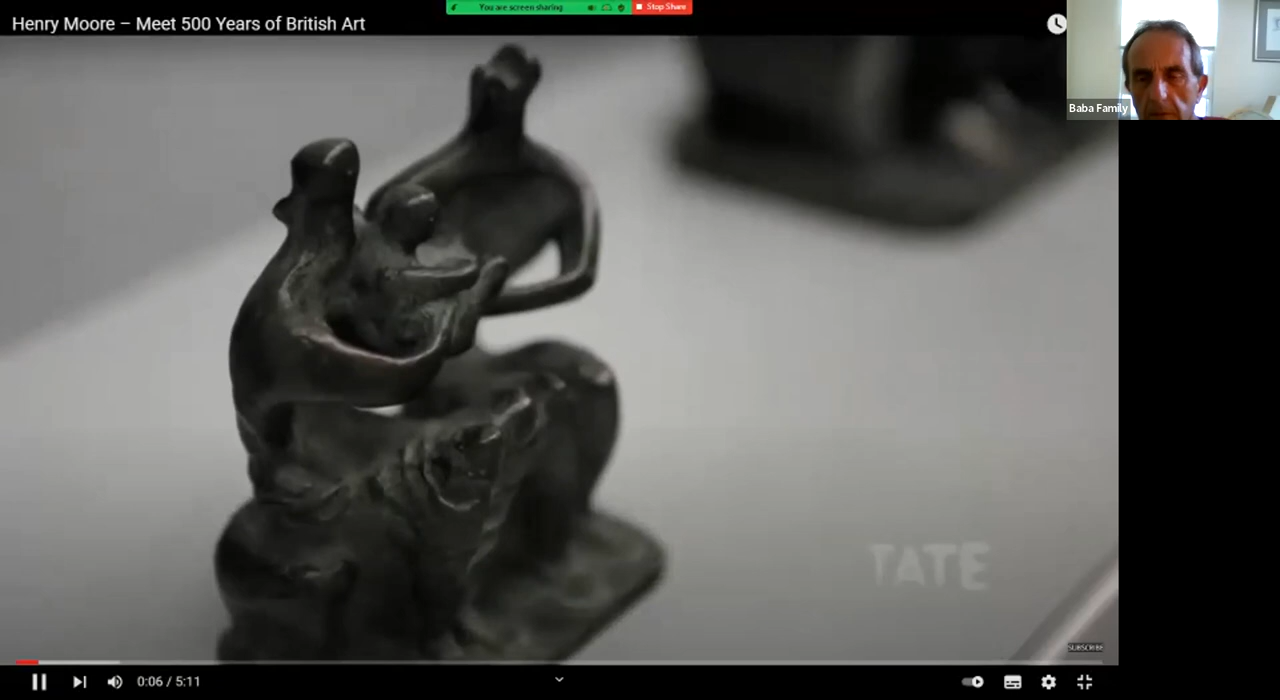 You are screen sharing
Stop Share
Henry Moore – Meet 500 Years of British Art
Baba Family
TATE
SUBSCRIBE
0:06 / 5:11